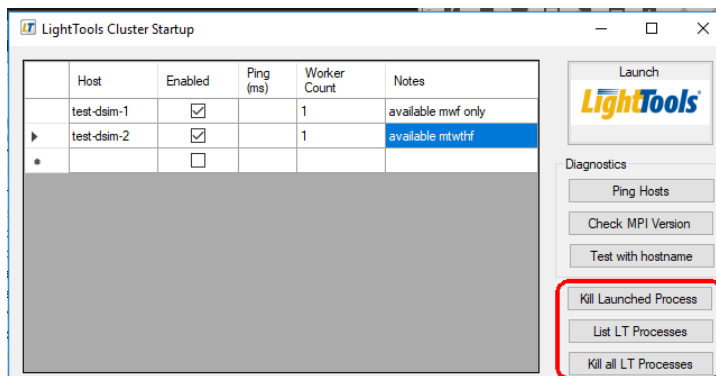 LightTools Cluster Startup
Host Enabled Ping (ms) Worker Count Notes
test-dsim-1 1 available mwf only
test-dsim-2 1 available mtwthf
Launch
LightTools
Diagnostics
Ping Hosts
Check MPI Version
Test with hostname
Kill Launched Process
List LT Processes
Kill all LT Processes